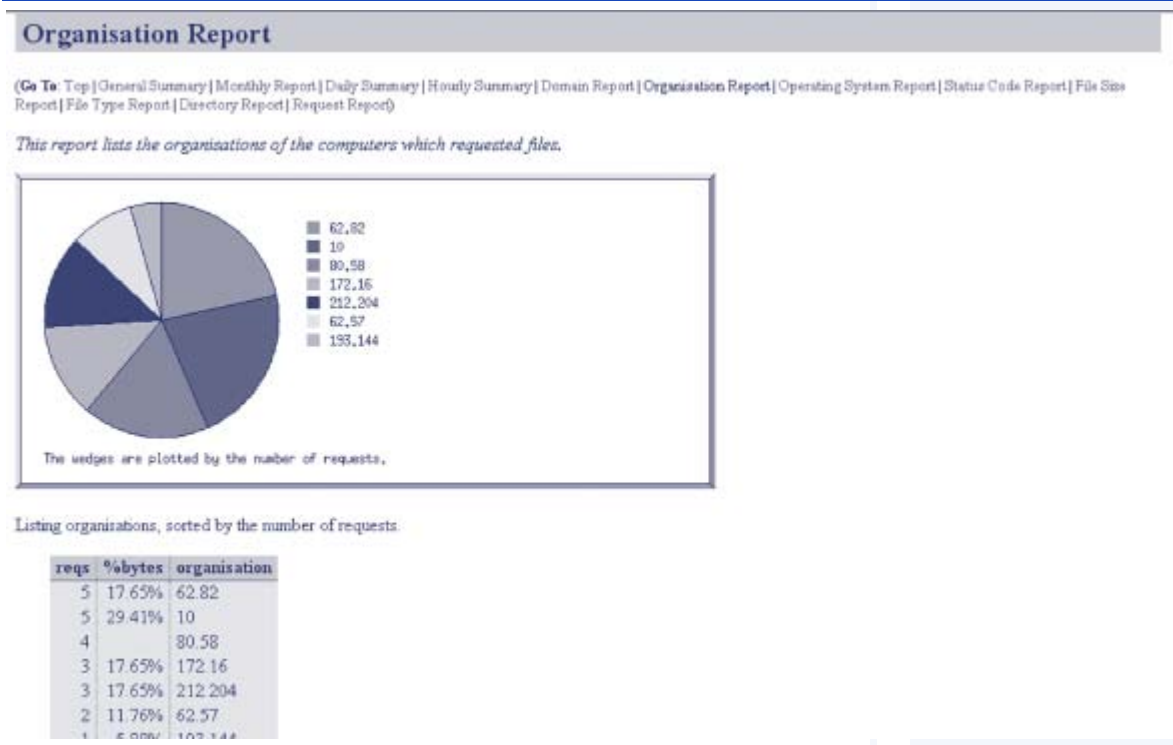 Organisation Report
(Go To: Top | General Summary | Monthly Report | Daily Summary | Hourly Summary | Domain Report | Organisation Report | Operating System Report | Status Code Report | File Size
Report | File Type Report | Directory Report | Request Report)
This report lists the organisations of the computers which requested files.
62.82
10
80.58
172.16
212.204
62.57
193.144
The wedges are plotted by the number of requests.
Listing organisations, sorted by the number of requests.
reqs %bytes organisation
5 17.65% 62.82
5 29.41% 10
4 80.58
3 17.65% 172.16
3 17.65% 212.204
2 11.76% 62.57
1 5.88% 193.144